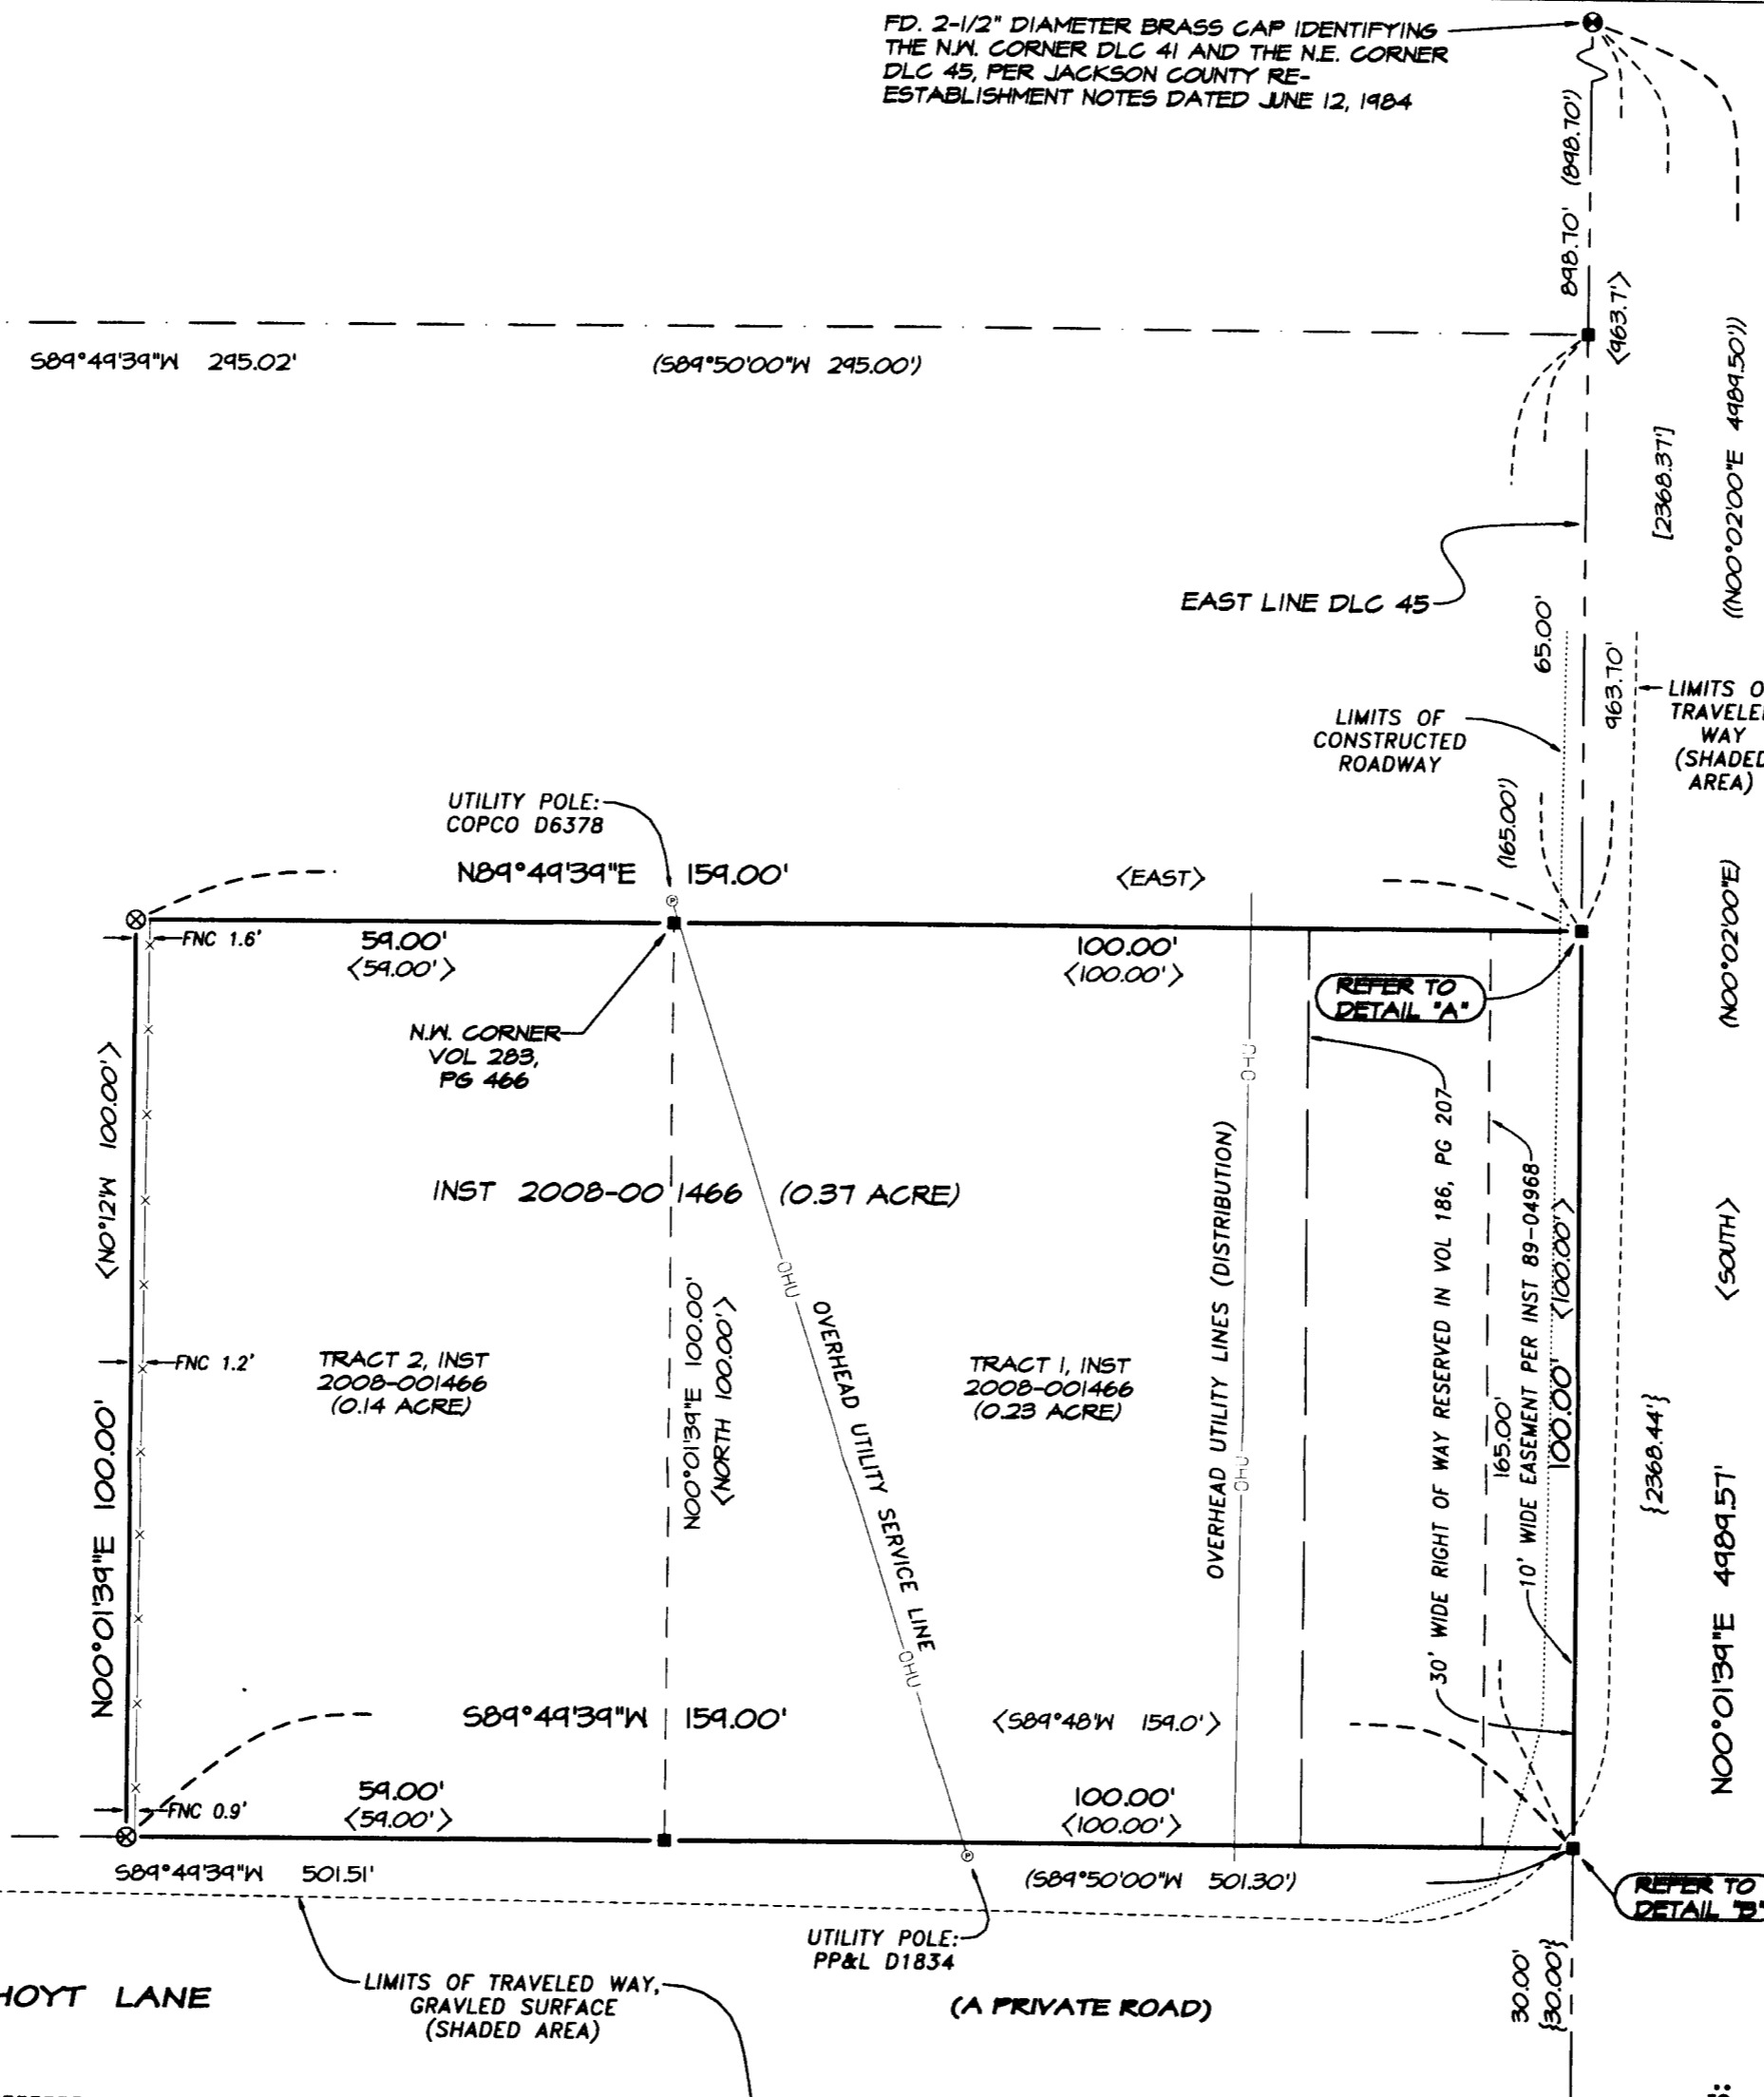 FD. 2-1/2" DIAMETER BRASS CAP IDENTIFYING
THE N.W. CORNER DLC 41 AND THE N.E. CORNER
DLC 45, PER JACKSON COUNTY RE-
ESTABLISHMENT NOTES DATED JUNE 12, 1984
898.70' (898.70')
<963.7'>
S89°49'39"W 295.02'
(S89°50'00"W 295.00')
[2368.37']
((N00°02'00"E 4989.50'))
EAST LINE DLC 45
65.00'
963.70'
LIMITS OF
CONSTRUCTED
ROADWAY
LIMITS O
TRAVELE
WAY
(SHADED
AREA)
UTILITY POLE:
COPCO D6378
(165.00')
N89°49'39"E 159.00'
<EAST>
(N00°02'00"E)
FNC 1.6'
59.00'
<59.00'>
100.00'
<100.00'>
REFER TO
DETAIL "A"
N.W. CORNER
VOL 283,
PG 466
<N0°12'W 100.00'>
N00°01'39"E 100.00'
INST 2008-001466 (0.37 ACRE)
OHU
OHU
OVERHEAD UTILITY LINES (DISTRIBUTION)
OHU
30' WIDE RIGHT OF WAY RESERVED IN VOL 186, PG 207
165.00'
10' WIDE EASEMENT PER INST 89-04968
100.00' <100.00'>
<SOUTH>
FNC 1.2'
TRACT 2, INST
2008-001466
(0.14 ACRE)
N00°01'39"E 100.00'
<NORTH 100.00'>
OVERHEAD UTILITY SERVICE LINE
OHU
TRACT 1, INST
2008-001466
(0.23 ACRE)
{2368.44'}
N00°01'39"E 4989.57'
S89°49'39"W 159.00'
<S89°48'W 159.0'>
FNC 0.9'
59.00'
<59.00'>
100.00'
<100.00'>
S89°49'39"W 501.51'
(S89°50'00"W 501.30')
REFER TO
DETAIL "B"
UTILITY POLE:
PP&L D1834
HOYT LANE
LIMITS OF TRAVELED WAY,
GRAVLED SURFACE
(SHADED AREA)
(A PRIVATE ROAD)
30.00'
{30.00'}